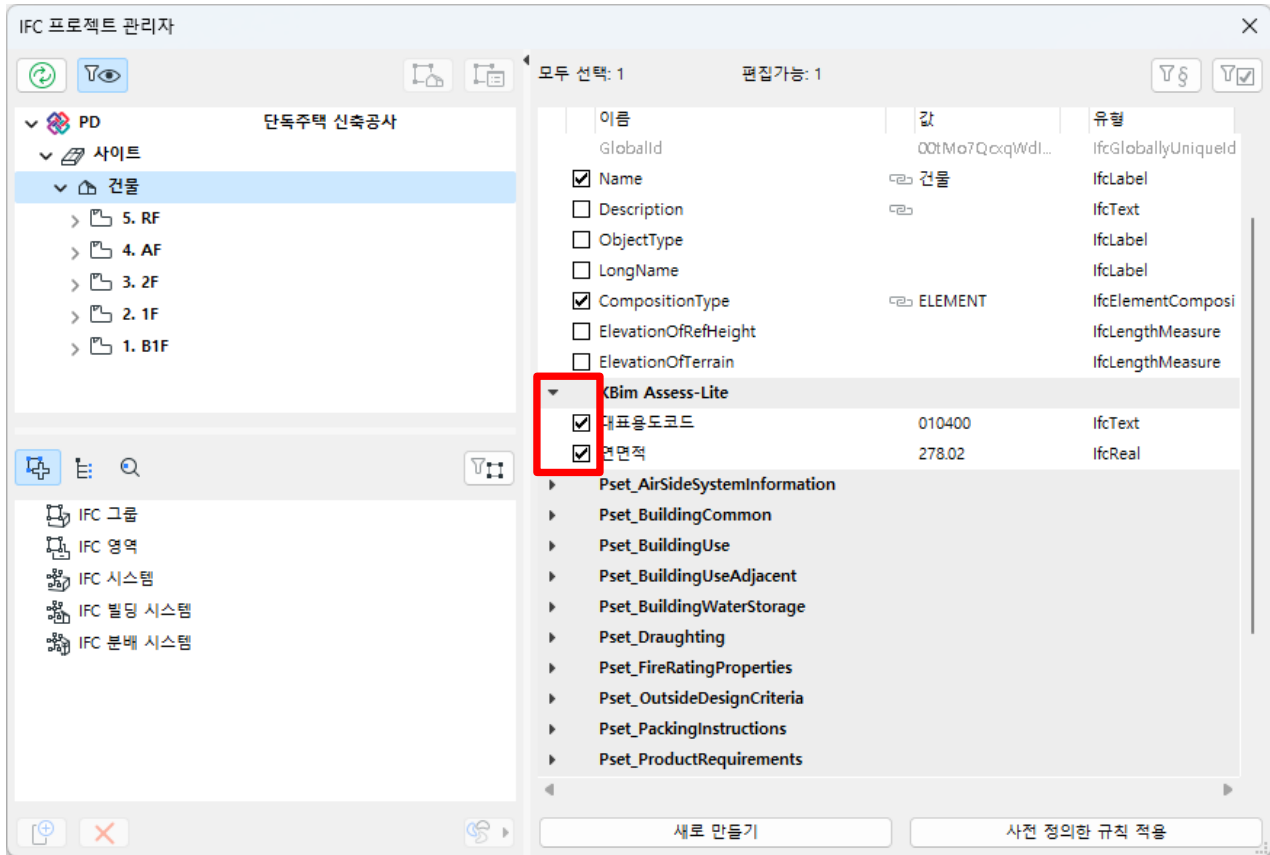 IFC 프로젝트 관리자
PD 단독주택 신축공사
사이트
건물
5. RF
4. AF
3. 2F
2. 1F
1. B1F
IFC 그룹
IFC 영역
IFC 시스템
IFC 빌딩 시스템
IFC 분배 시스템
모두 선택: 1 편집가능: 1
이름 값 유형
GlobalId IfcGloballyUniqueId
Name 건물 IfcLabel
Description IfcText
ObjectType IfcLabel
LongName IfcLabel
CompositionType ELEMENT IfcElementComposi
ElevationOfRefHeight IfcLengthMeasure
ElevationOfTerrain IfcLengthMeasure
KBim Assess-Lite
대표용도코드 010400 IfcText
연면적 278.02 IfcReal
Pset_AirSideSystemInformation
Pset_BuildingCommon
Pset_BuildingUse
Pset_BuildingUseAdjacent
Pset_BuildingWaterStorage
Pset_Draughting
Pset_FireRatingProperties
Pset_OutsideDesignCriteria
Pset_PackingInstructions
Pset_ProductRequirements
새로 만들기 사전 정의한 규칙 적용